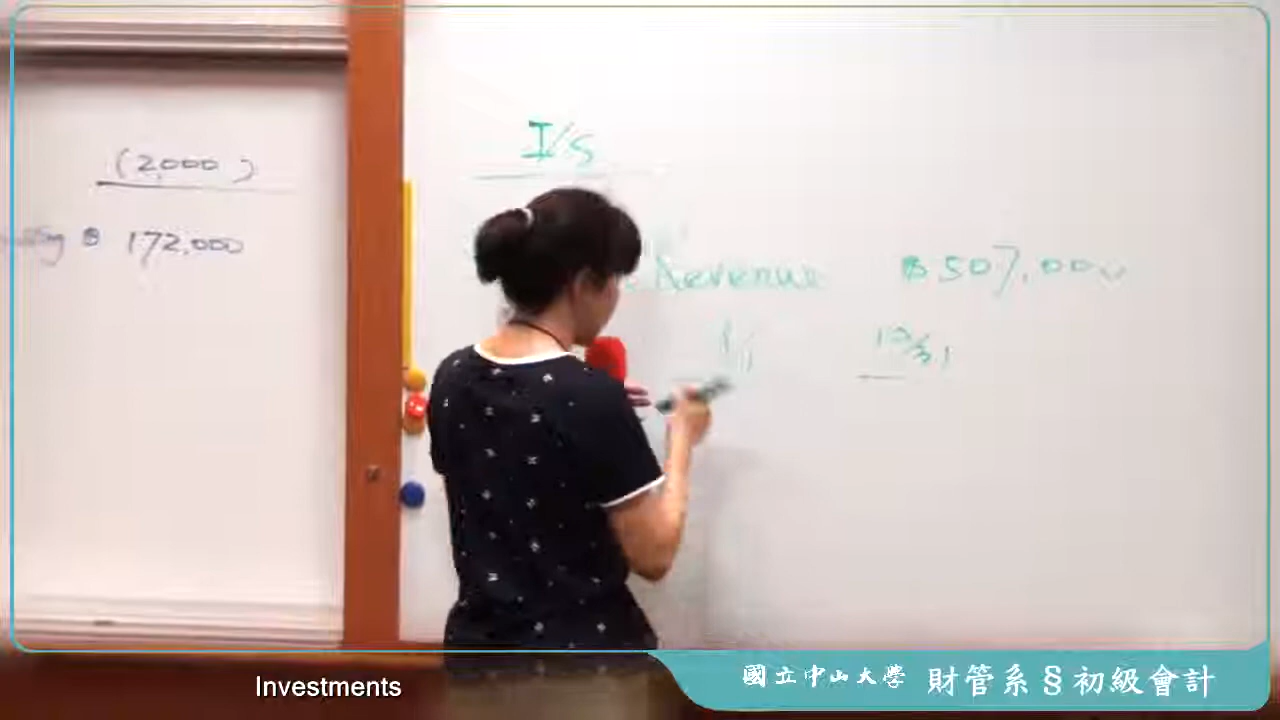 (2,000)
$ 172,000
I/S
Revenue $507,000
1/1 12/31
Investments
國立中山大學 財管系§初級會計